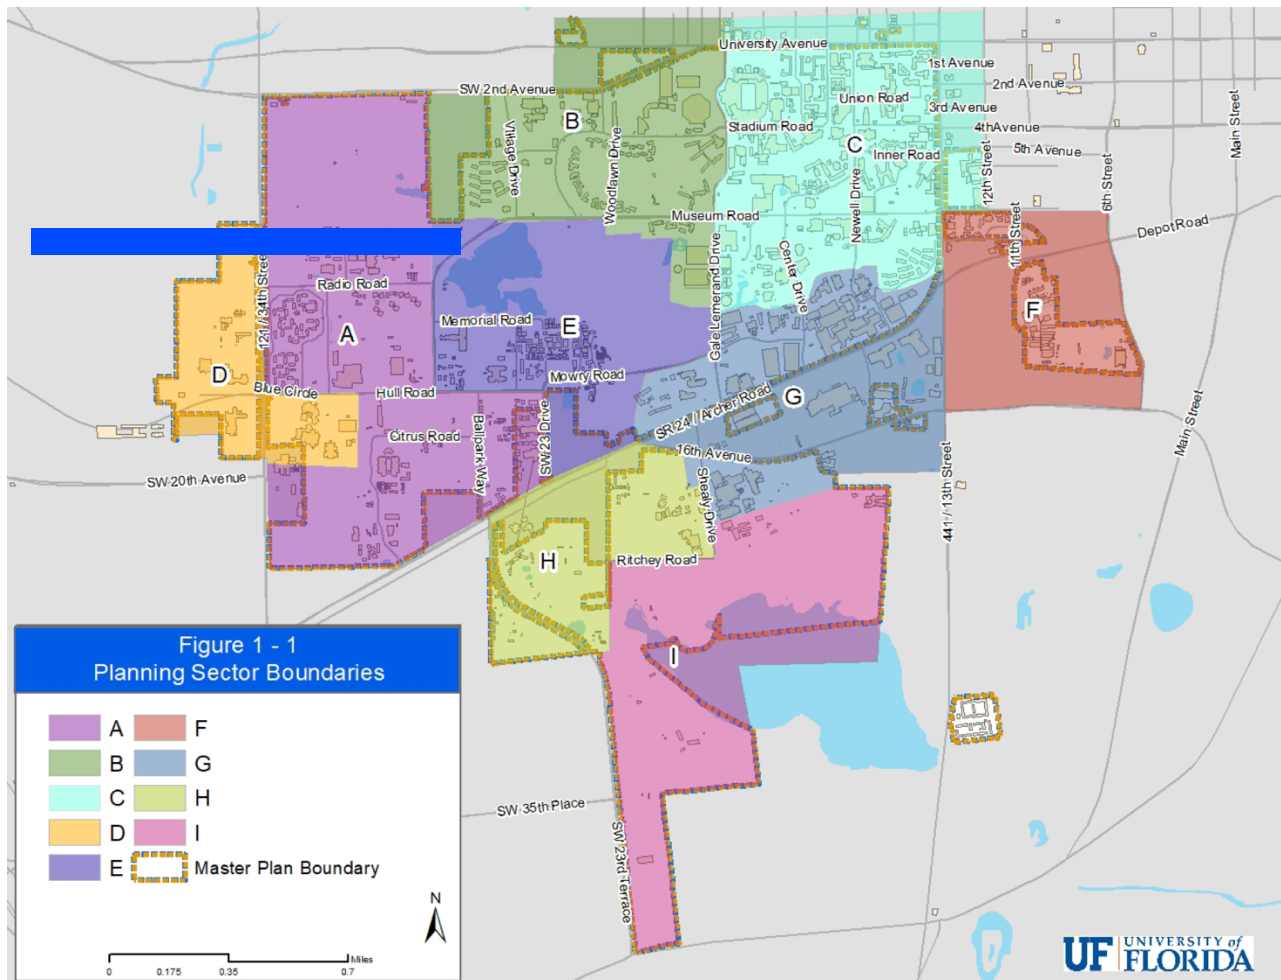 University Avenue
1st Avenue
SW 2nd Avenue
2nd Avenue
Union Road
3rd Avenue
B
Stadium Road
4thAvenue
Village Drive
Woodlawn Drive
C
Inner Road
5th Avenue
Main Street
12th Street
6th Street
Newell Drive
Museum Road
11th Street
Depot Road
Center Drive
121 / 34th Street
Radio Road
Gale Lemerand Drive
A
Memorial Road
E
F
D
Blue Circle
Hull Road
Mowry Road
G
SR 24 / Archer Road
Citrus Road
Ballpark Way
SW 23 Drive
16th Avenue
Main Street
SW 20th Avenue
Shealy Drive
441 / 13th Street
H
Ritchey Road
I
SW 35th Place
SW 23rd Terrace
Figure 1 - 1
Planning Sector Boundaries
A
F
B
G
C
H
D
I
E
Master Plan Boundary
N
Miles
0 0.175 0.35 0.7
UF UNIVERSITY of
FLORIDA